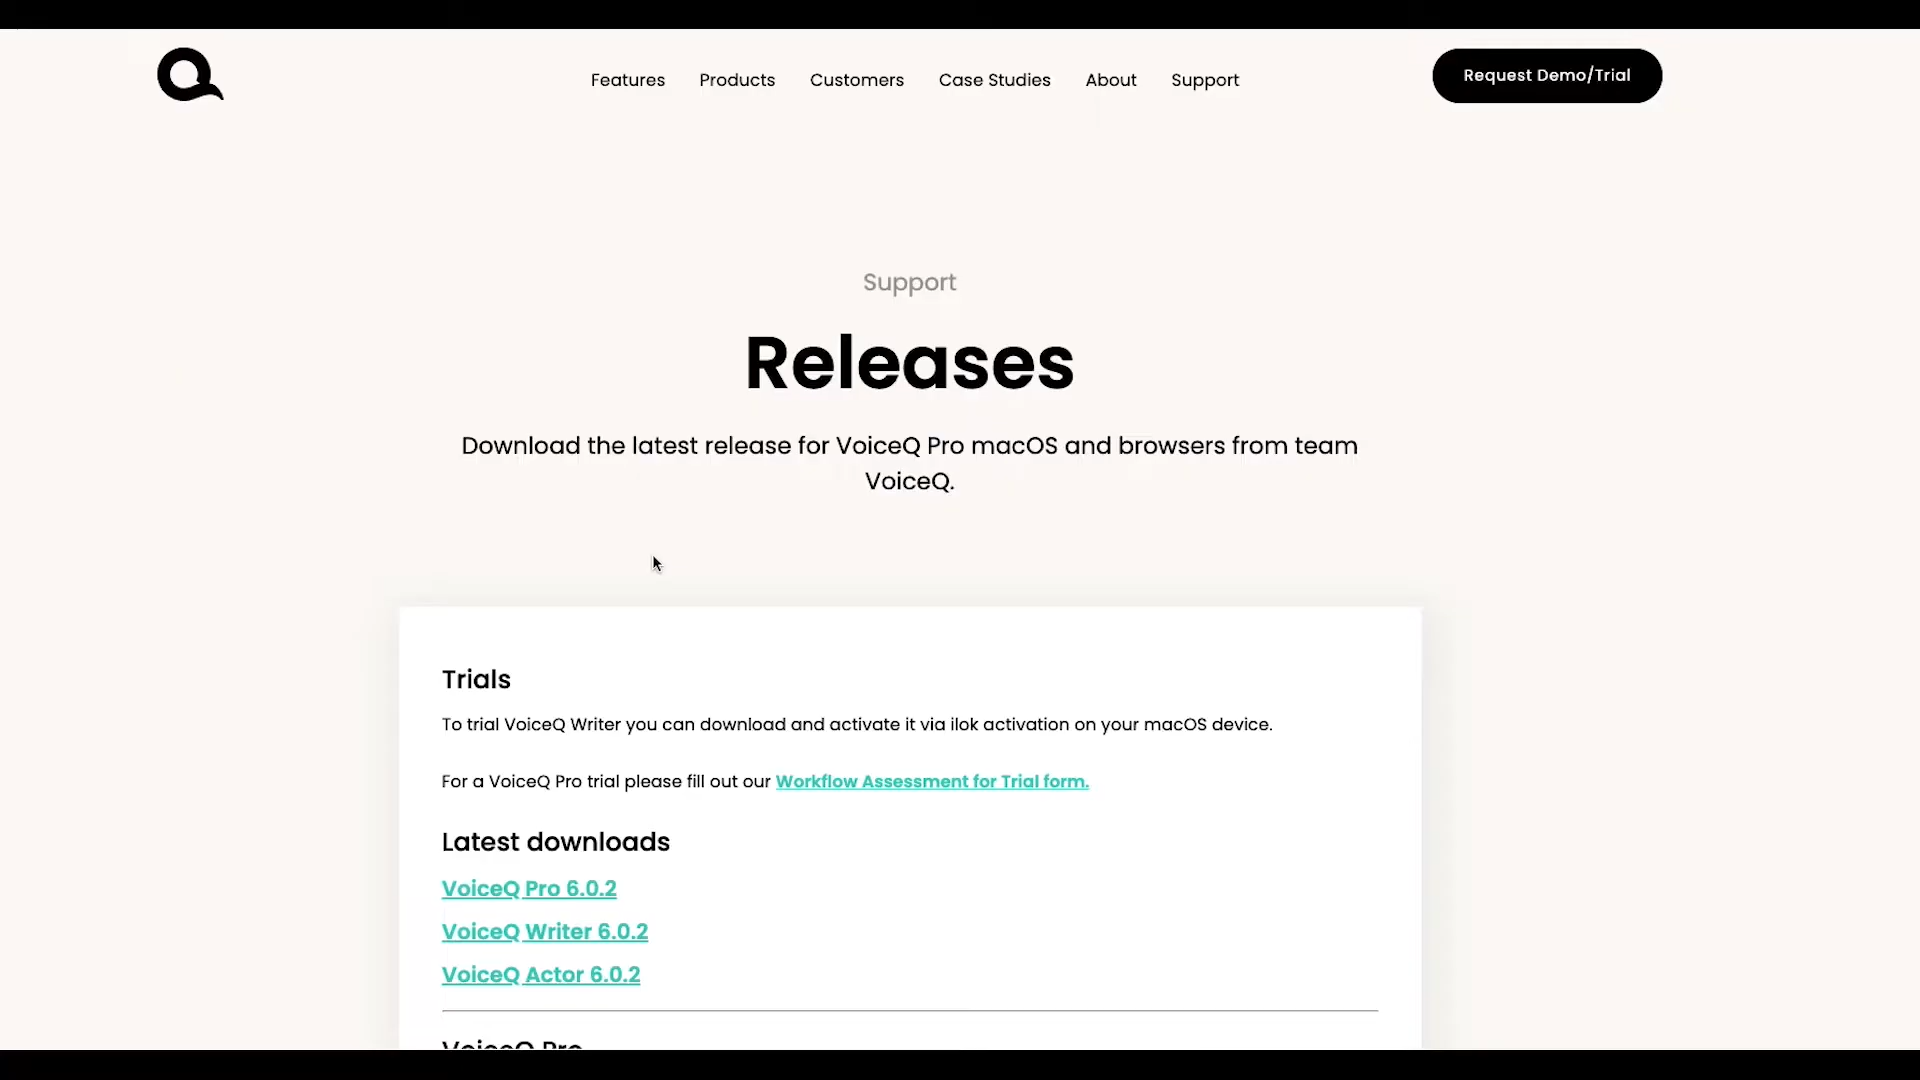 Features Products Customers Case Studies About Support Request Demo/Trial
Support
Releases
Download the latest release for VoiceQ Pro macOS and browsers from team
VoiceQ.
Trials
To trial VoiceQ Writer you can download and activate it via ilok activation on your macOS device.
For a VoiceQ Pro trial please fill out our Workflow Assessment for Trial form.
Latest downloads
VoiceQ Pro 6.0.2
VoiceQ Writer 6.0.2
VoiceQ Actor 6.0.2
VoiceQ Pro